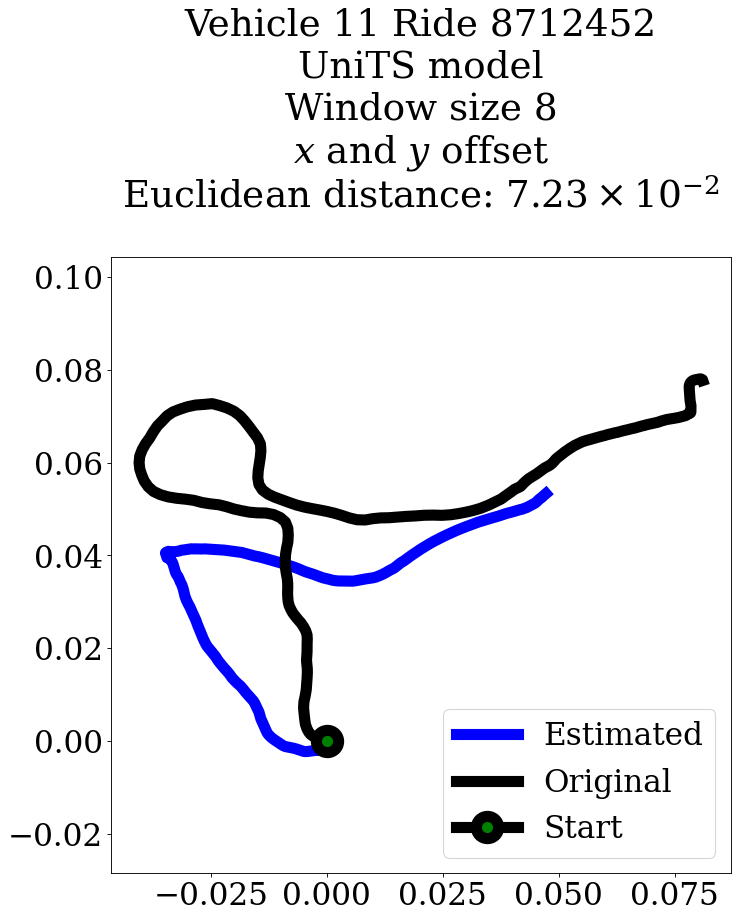 Vehicle 11 Ride 8712452
UniTS model
Window size 8
x and y offset
Euclidean distance: 7.23 × 10⁻²
0.10
0.08
0.06
0.04
0.02
0.00
−0.02
Estimated
Original
Start
−0.025 0.000 0.025 0.050 0.075